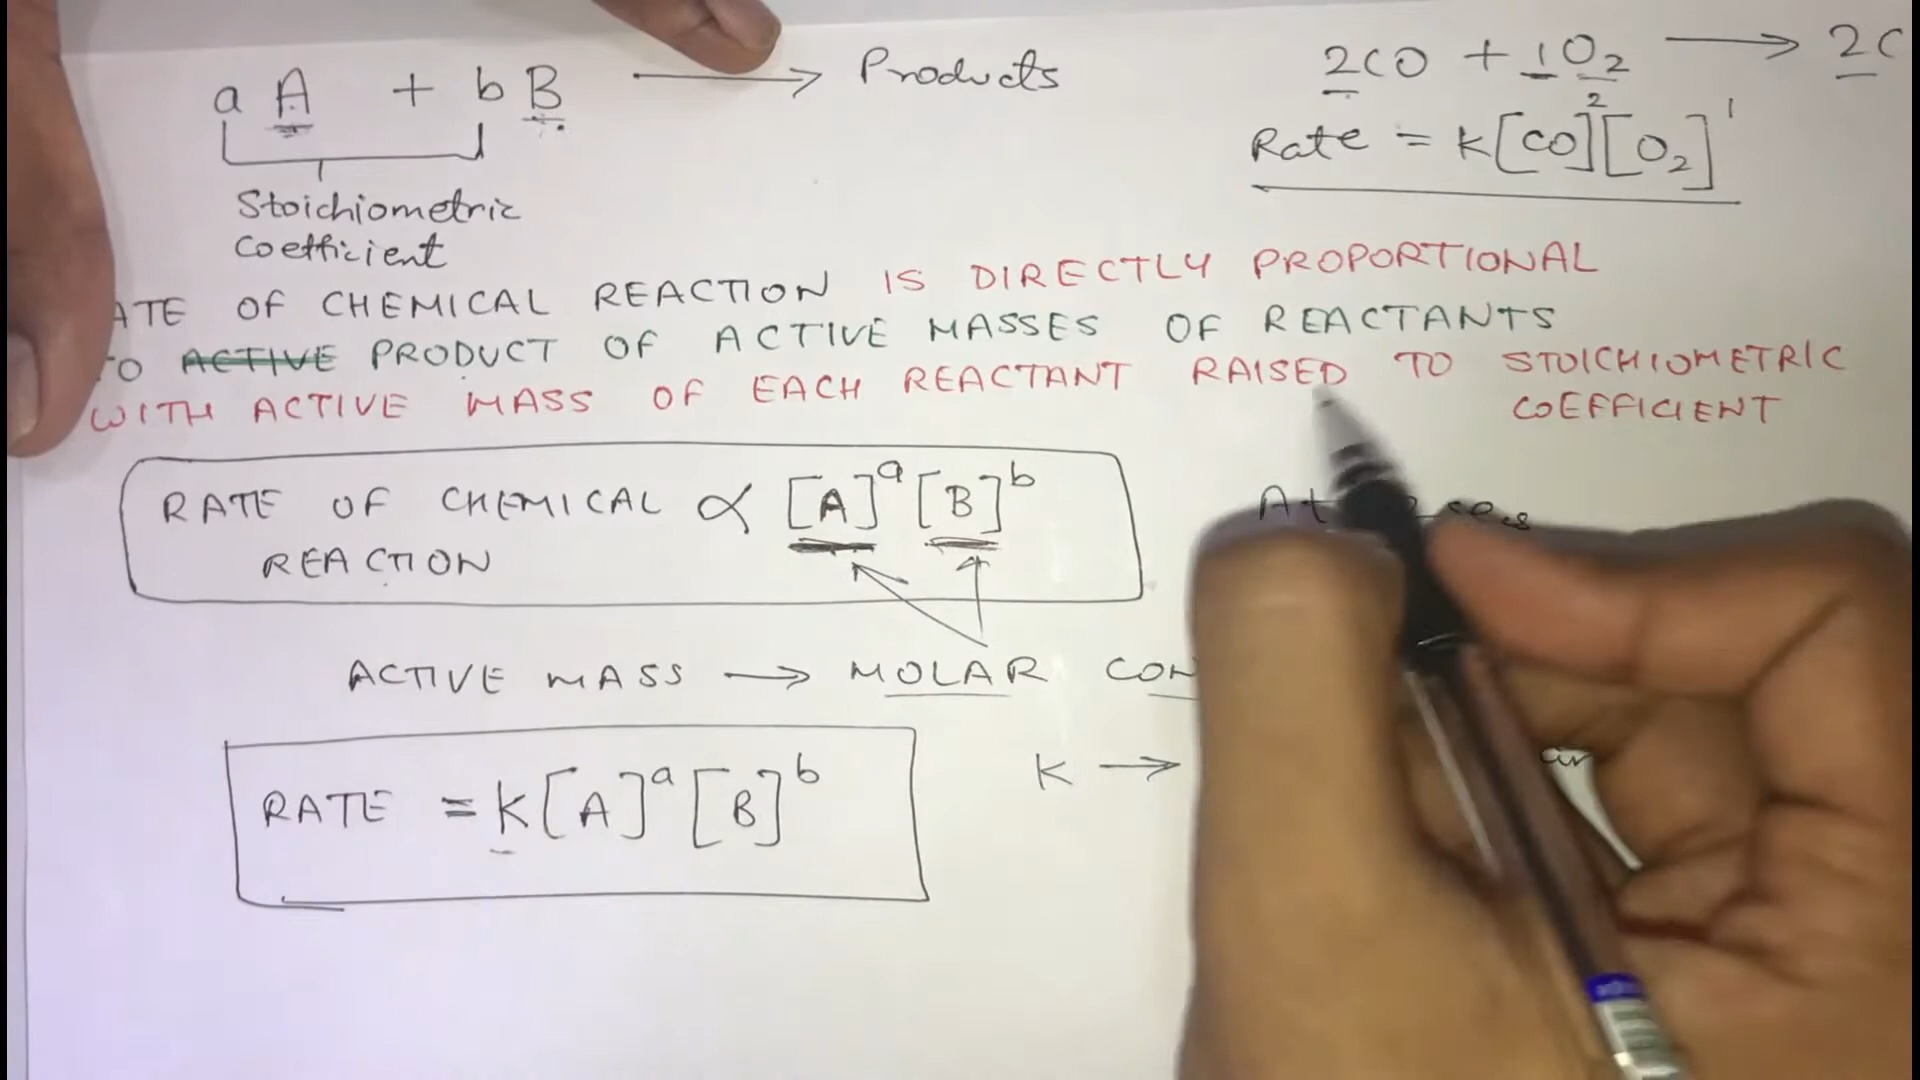 a A + b B → Products
Stoichiometric
Coefficient
2CO + 1O₂ → 2C
Rate = K[CO]²[O₂]¹
ATE OF CHEMICAL REACTION IS DIRECTLY PROPORTIONAL
TO ACTIVE PRODUCT OF ACTIVE MASSES OF REACTANTS
WITH ACTIVE MASS OF EACH REACTANT RAISED TO STOICHIOMETRIC
COEFFICIENT
RATE OF CHEMICAL ∝ [A]ᵃ [B]ᵇ
REACTION
At
ACTIVE MASS → MOLAR CON
RATE = K[A]ᵃ[B]ᵇ
K →